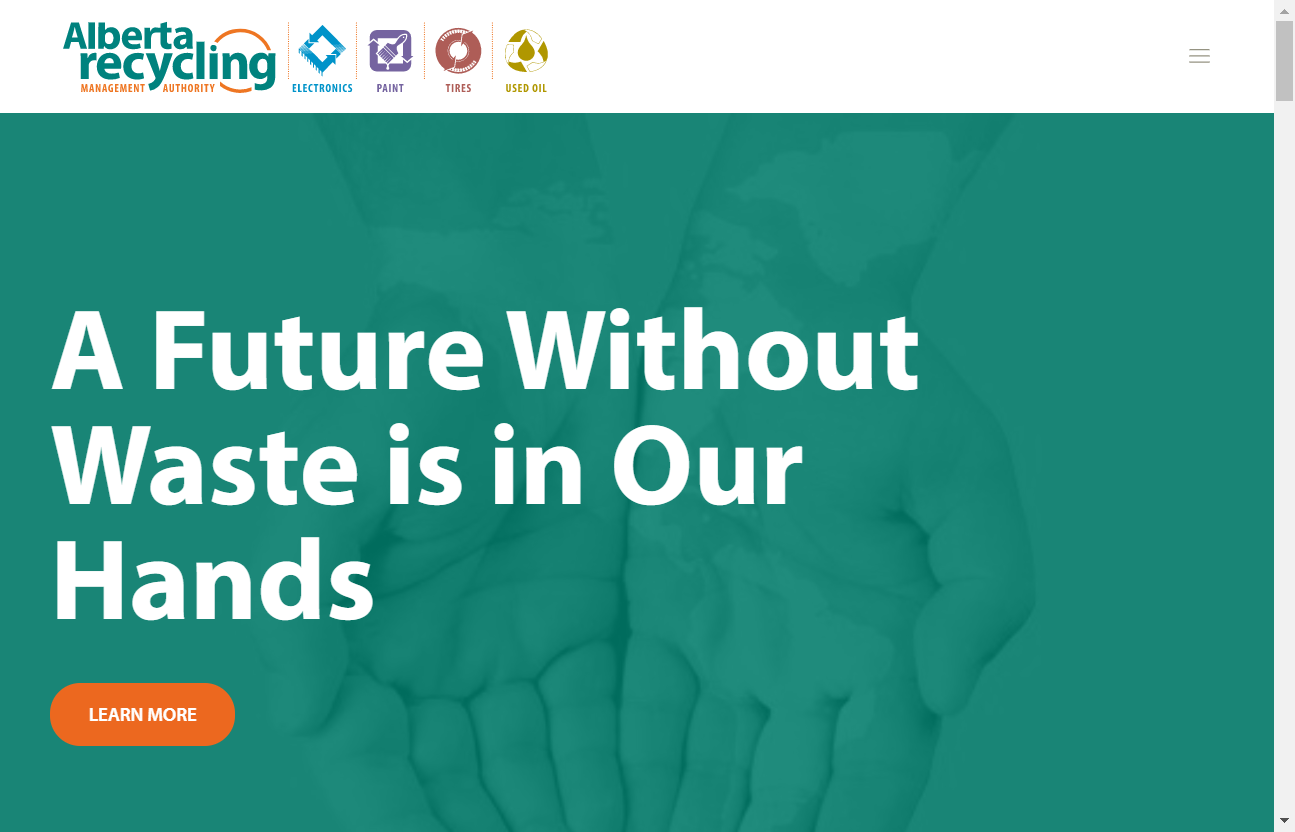 Alberta
recycling
MANAGEMENT AUTHORITY
ELECTRONICS
PAINT
TIRES
USED OIL
A Future Without
Waste is in Our
Hands
LEARN MORE